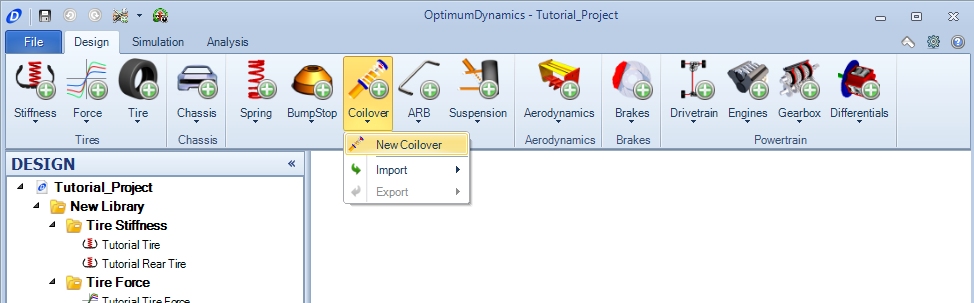 OptimumDynamics - Tutorial_Project
File Design Simulation Analysis
Stiffness Force Tire Chassis Spring BumpStop Coilover ARB Suspension Aerodynamics Brakes Drivetrain Engines Gearbox Differentials
Tires Chassis Aerodynamics Brakes Powertrain
New Coilover
Import
Export
DESIGN «
Tutorial_Project
New Library
Tire Stiffness
Tutorial Tire
Tutorial Rear Tire
Tire Force
Tutorial Tire Force